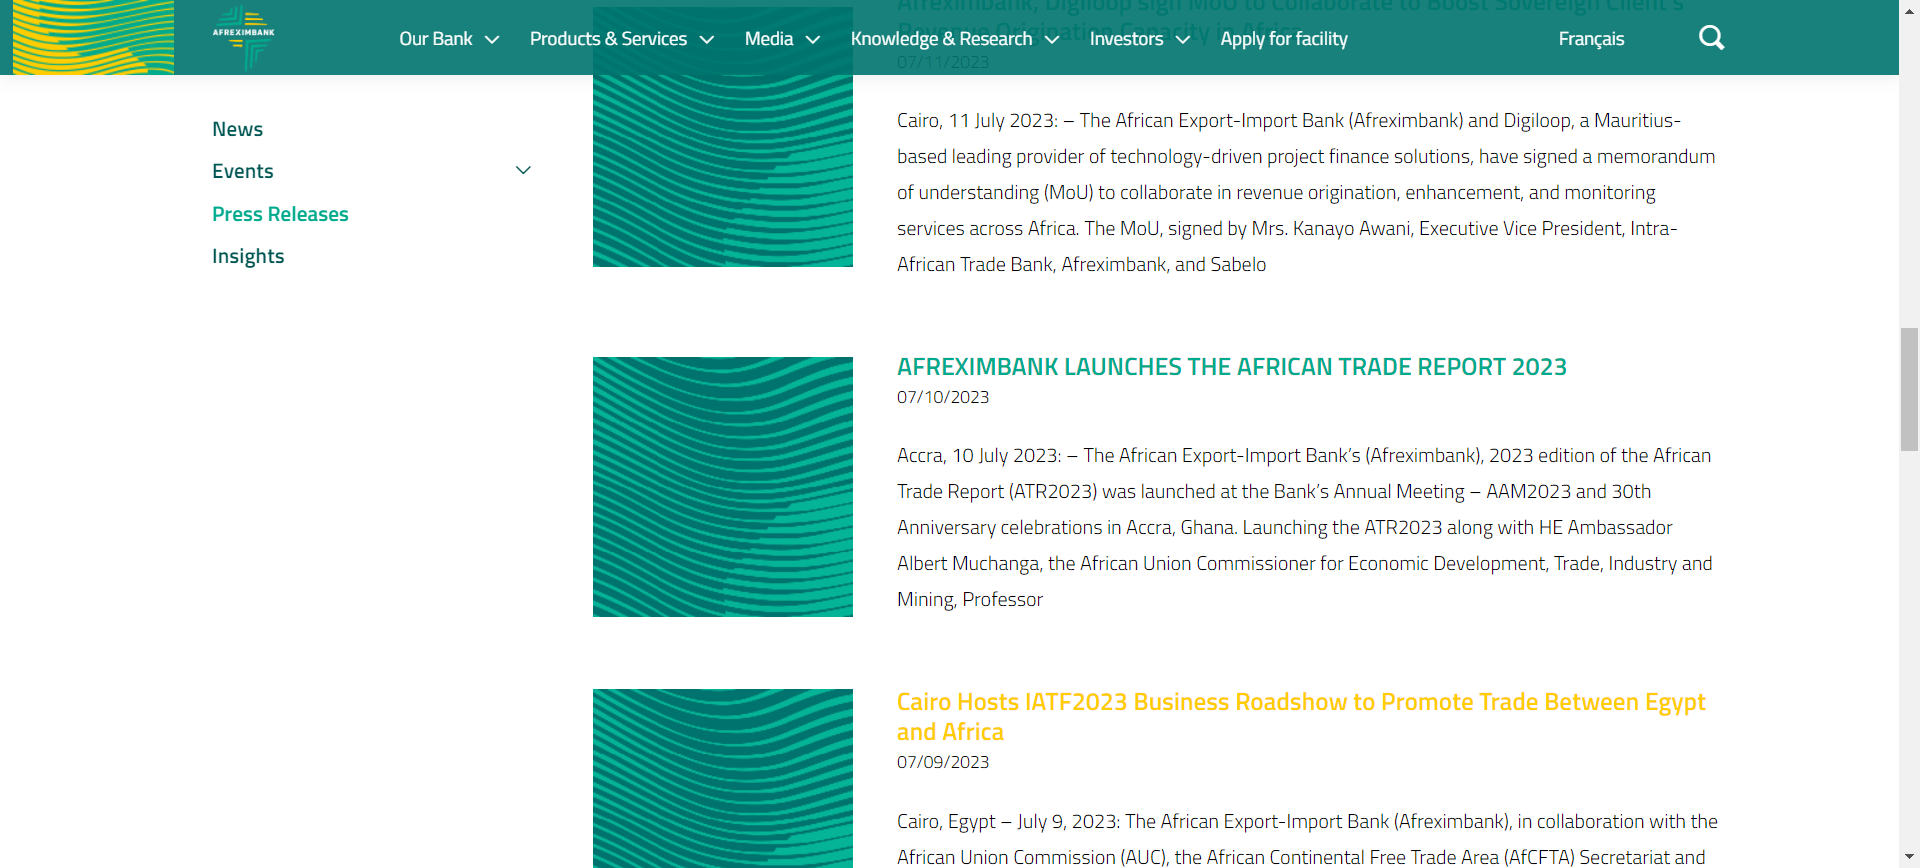 Afreximbank, Digiloop sign MoU to Collaborate to Boost Sovereign Client's
Revenue Origination Capacity in Africa
07/11/2023
AFREXIMBANK
Our Bank
Products & Services
Media
Knowledge & Research
Investors
Apply for facility
Français
News
Events
Press Releases
Insights
Cairo, 11 July 2023: – The African Export-Import Bank (Afreximbank) and Digiloop, a Mauritius-
based leading provider of technology-driven project finance solutions, have signed a memorandum
of understanding (MoU) to collaborate in revenue origination, enhancement, and monitoring
services across Africa. The MoU, signed by Mrs. Kanayo Awani, Executive Vice President, Intra-
African Trade Bank, Afreximbank, and Sabelo
AFREXIMBANK LAUNCHES THE AFRICAN TRADE REPORT 2023
07/10/2023
Accra, 10 July 2023: – The African Export-Import Bank’s (Afreximbank), 2023 edition of the African
Trade Report (ATR2023) was launched at the Bank’s Annual Meeting – AAM2023 and 30th
Anniversary celebrations in Accra, Ghana. Launching the ATR2023 along with HE Ambassador
Albert Muchanga, the African Union Commissioner for Economic Development, Trade, Industry and
Mining, Professor
Cairo Hosts IATF2023 Business Roadshow to Promote Trade Between Egypt
and Africa
07/09/2023
Cairo, Egypt – July 9, 2023: The African Export-Import Bank (Afreximbank), in collaboration with the
African Union Commission (AUC), the African Continental Free Trade Area (AfCFTA) Secretariat and